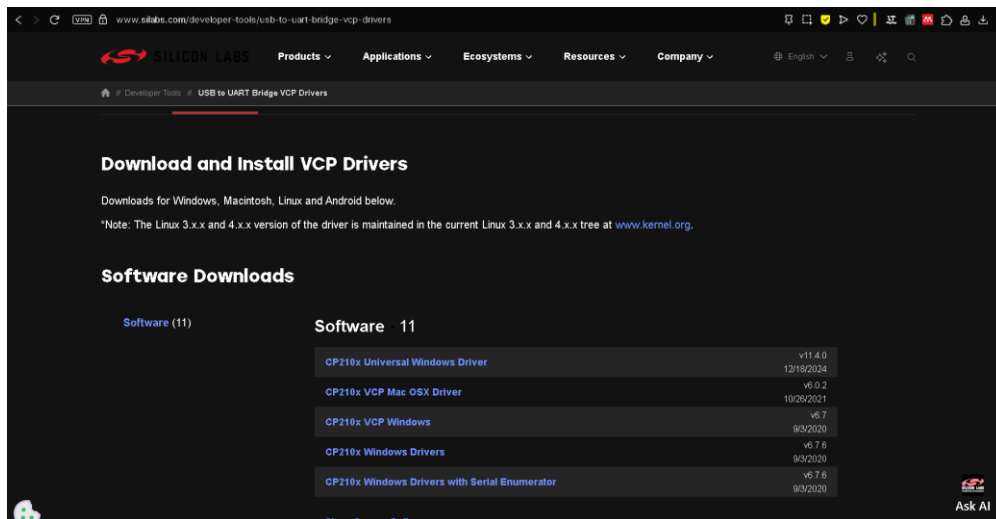 VPN www.silabs.com/developer-tools/usb-to-uart-bridge-vcp-drivers
SILICON LABS Products Applications Ecosystems Resources Company English
// Developer Tools // USB to UART Bridge VCP Drivers
Download and Install VCP Drivers
Downloads for Windows, Macintosh, Linux and Android below.
*Note: The Linux 3.x.x and 4.x.x version of the driver is maintained in the current Linux 3.x.x and 4.x.x tree at www.kernel.org.
Software Downloads
Software (11)
Software · 11
CP210x Universal Windows Driver v11.4.0
12/18/2024
CP210x VCP Mac OSX Driver v6.0.2
10/26/2021
CP210x VCP Windows v6.7
9/3/2020
CP210x Windows Drivers v6.7.6
9/3/2020
CP210x Windows Drivers with Serial Enumerator v6.7.6
9/3/2020
Ask AI